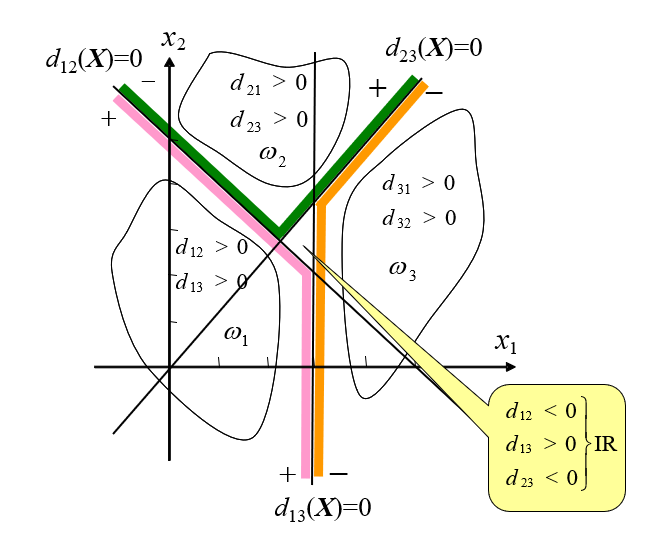 d₁₂(X)=0
x₂
d₂₃(X)=0
−
+
+
−
d₂₁ > 0
d₂₃ > 0
ω₂
d₃₁ > 0
d₃₂ > 0
ω₃
d₁₂ > 0
d₁₃ > 0
ω₁
x₁
d₁₂ < 0
d₁₃ > 0
IR
d₂₃ < 0
+
−
d₁₃(X)=0